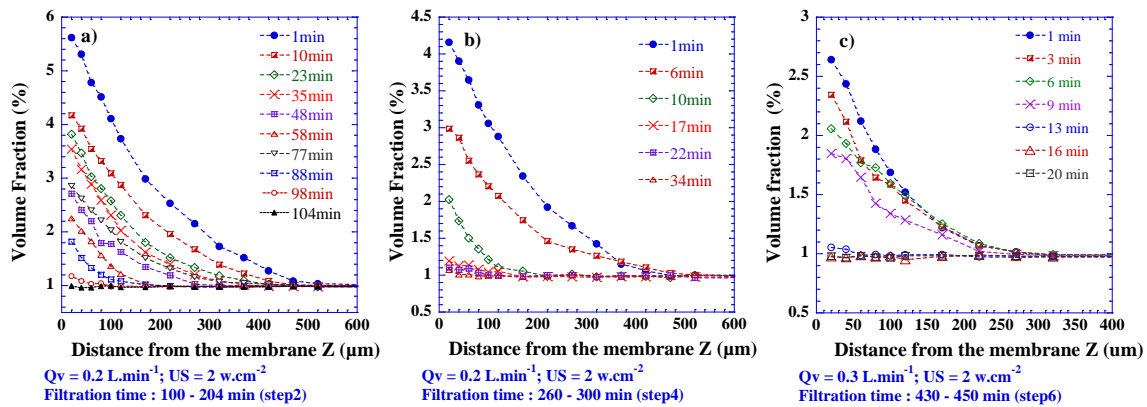 a)
6
5
4
3
2
1
0 100 200 300 400 500 600
Volume Fraction (%)
Distance from the membrane Z (µm)
1min
10min
23min
35min
48min
58min
77min
88min
98min
104min
Qv = 0.2 L.min-1; US = 2 w.cm-2
Filtration time : 100 - 204 min (step2)
b)
4.5
4
3.5
3
2.5
2
1.5
1
0.5
0 100 200 300 400 500 600
Volume Fraction (%)
Distance from the membrane Z (µm)
1min
6min
10min
17min
22min
34min
Qv = 0.2 L.min-1; US = 2 w.cm-2
Filtration time : 260 - 300 min (step4)
c)
3
2.5
2
1.5
1
0.5
0 50 100 150 200 250 300 350 400
Volume fraction (%)
Distance from the membrane Z (um)
1 min
3 min
6 min
9 min
13 min
16 min
20 min
Qv = 0.3 L.min-1; US = 2 w.cm-2
Filtration time : 430 - 450 min (step6)